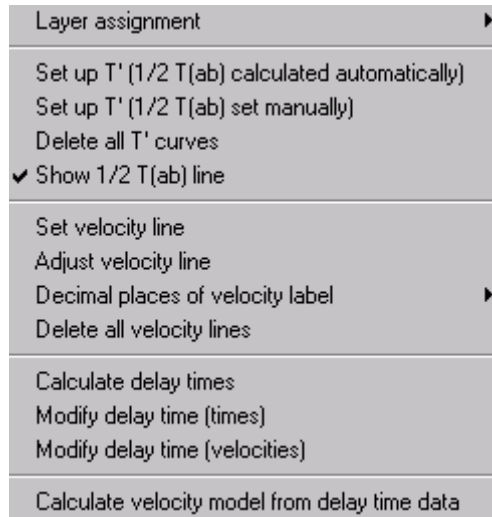 Layer assignment
Set up T' (1/2 T(ab) calculated automatically)
Set up T' (1/2 T(ab) set manually)
Delete all T' curves
Show 1/2 T(ab) line
Set velocity line
Adjust velocity line
Decimal places of velocity label
Delete all velocity lines
Calculate delay times
Modify delay time (times)
Modify delay time (velocities)
Calculate velocity model from delay time data